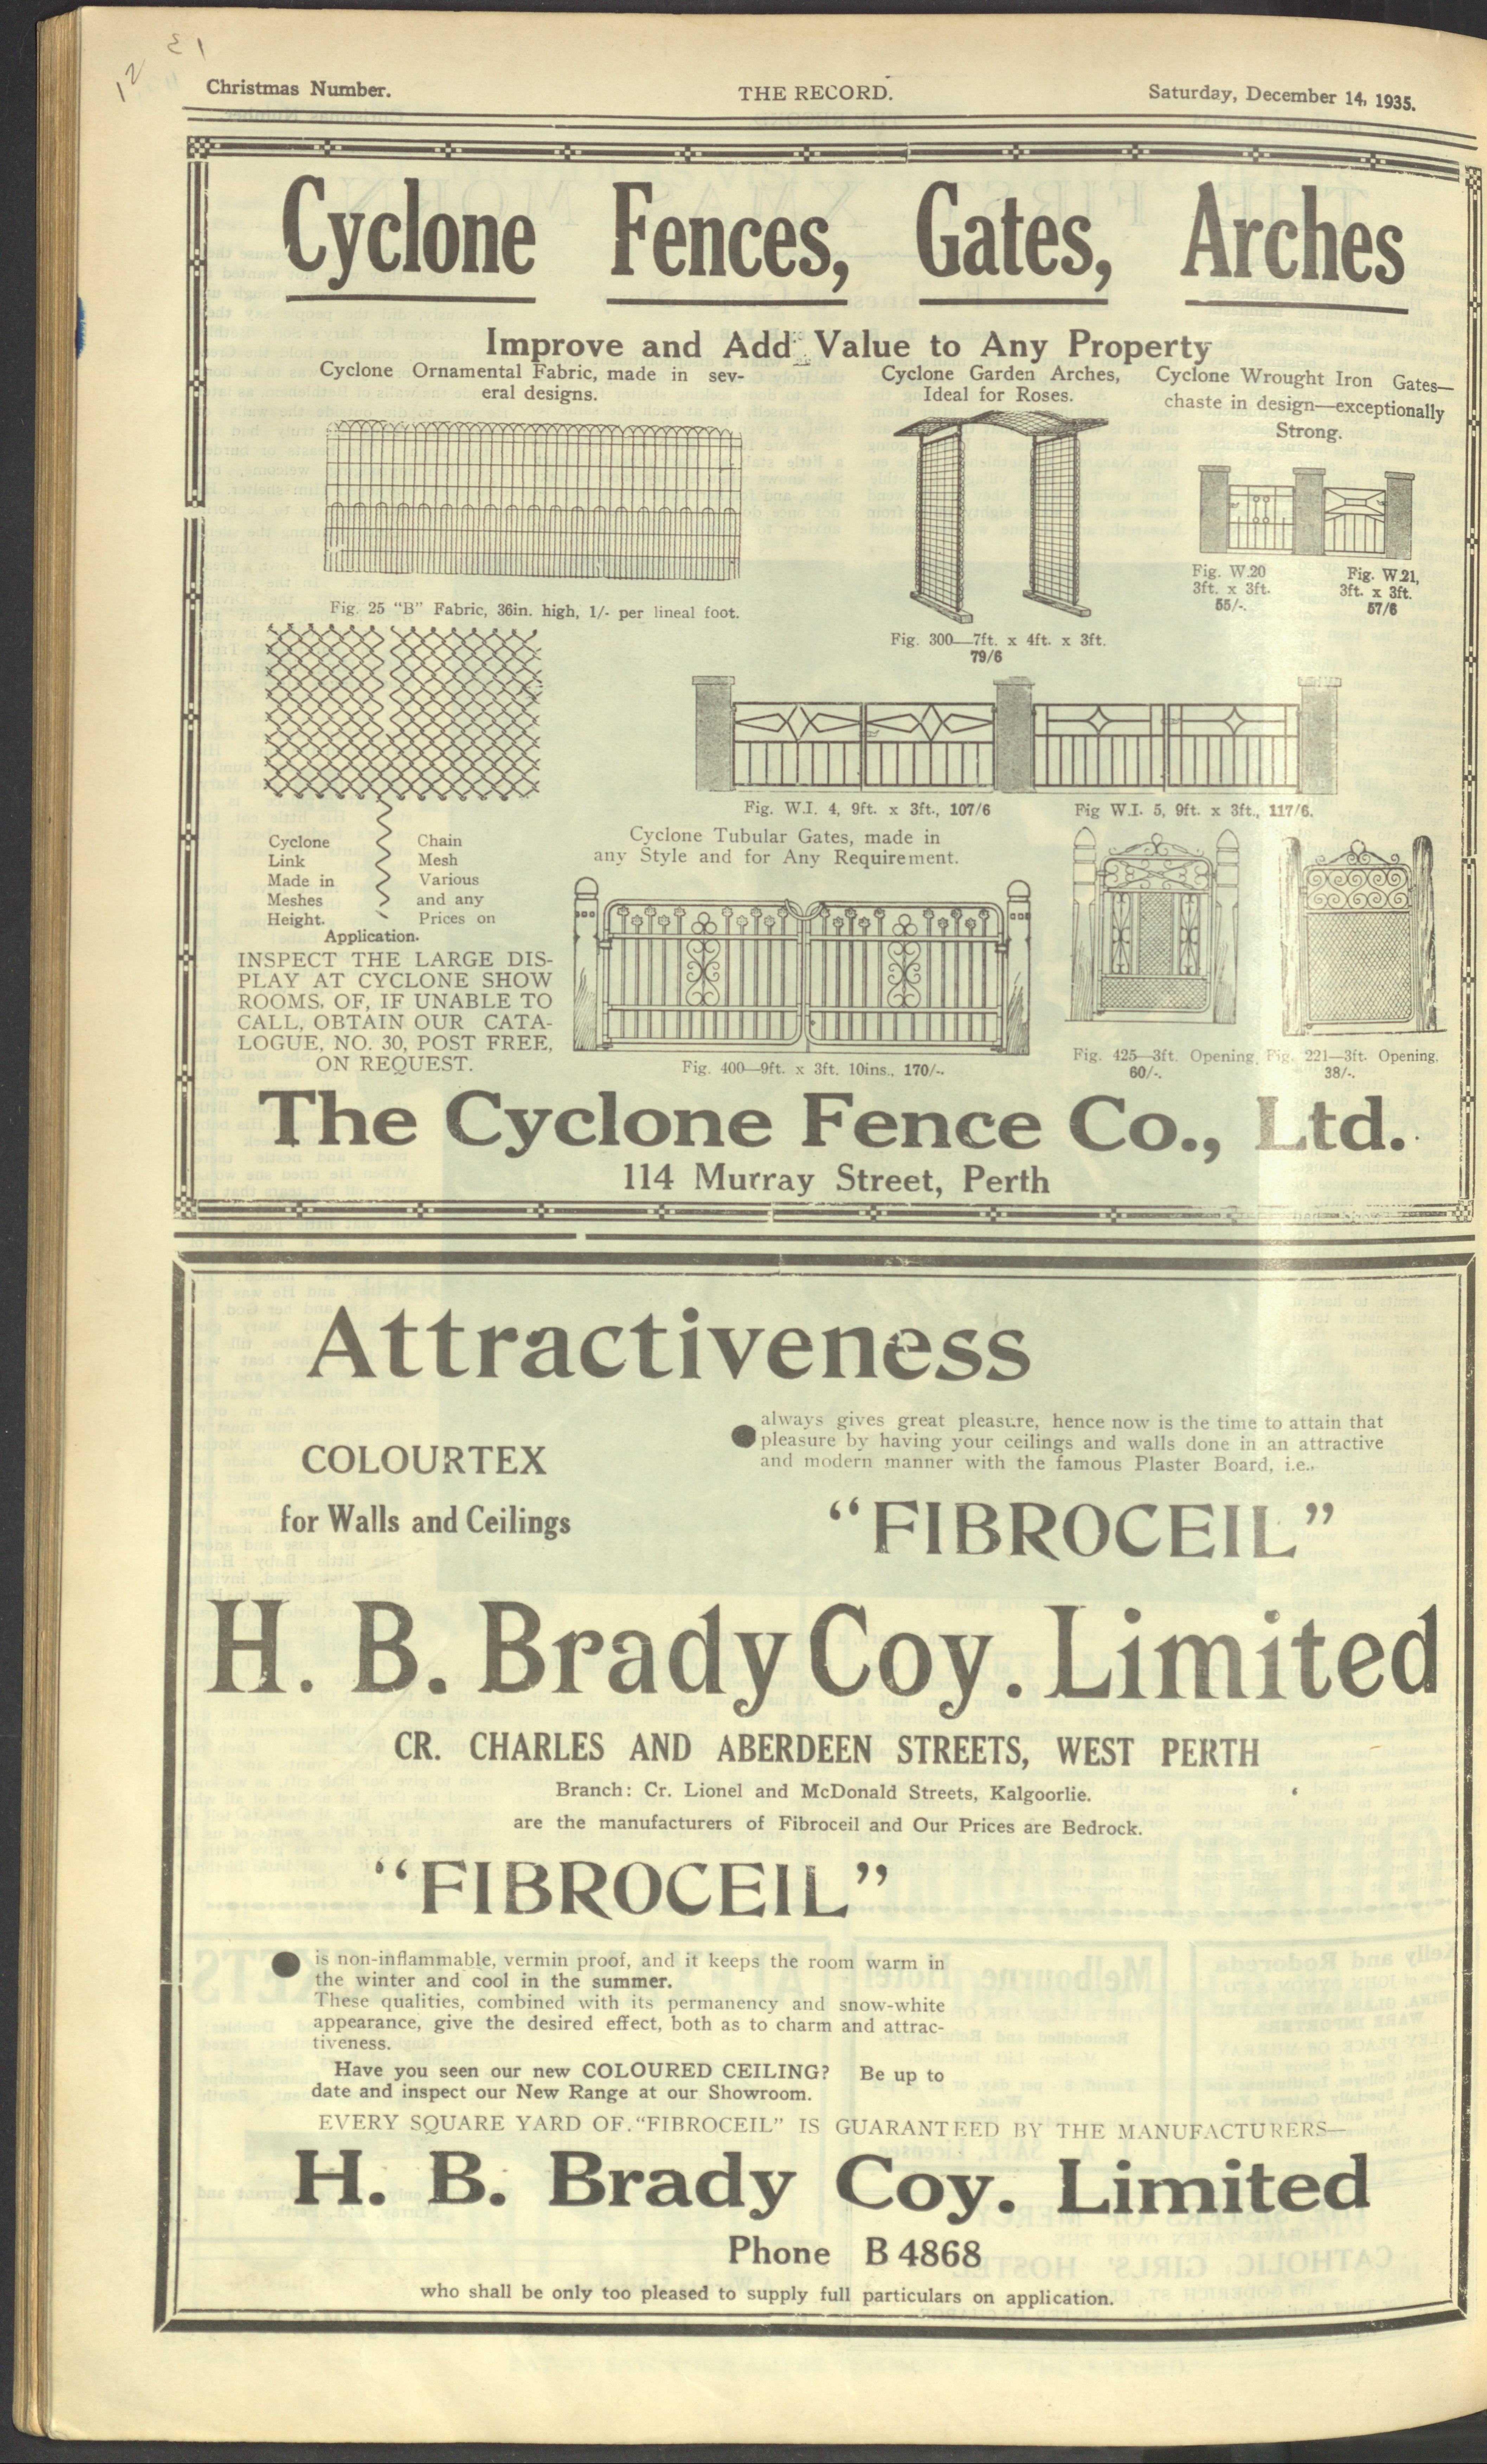 13
12
Christmas Number. THE RECORD. Saturday, December 14, 1935.
Cyclone Fences, Gates, Arches
Improve and Add Value to Any Property
Cyclone Ornamental Fabric, made in sev-
eral designs.
Fig. 25 "B" Fabric, 36in. high, 1/- per lineal foot.
Cyclone Garden Arches,
Ideal for Roses.
Fig. 300—7ft. x 4ft. x 3ft.
79/6
Cyclone Wrought Iron Gates—
chaste in design—exceptionally
Strong.
Fig. W.20
3ft. x 3ft.
55/-.
Fig. W.21,
3ft. x 3ft.
57/6
Fig. W.I. 4, 9ft. x 3ft., 107/6
Fig W.I. 5, 9ft. x 3ft., 117/6.
Cyclone Chain
Link Mesh
Made in Various
Meshes and any
Height. Prices on
Application.
INSPECT THE LARGE DIS-
PLAY AT CYCLONE SHOW
ROOMS, OF, IF UNABLE TO
CALL, OBTAIN OUR CATA-
LOGUE, NO. 30, POST FREE,
ON REQUEST.
Cyclone Tubular Gates, made in
any Style and for Any Requirement.
Fig. 400—9ft. x 3ft. 10ins., 170/-.
Fig. 425—3ft. Opening.
60/-.
Fig. 221—3ft. Opening.
38/-.
The Cyclone Fence Co., Ltd.
114 Murray Street, Perth
Attractiveness
COLOURTEX
for Walls and Ceilings
always gives great pleasure, hence now is the time to attain that
pleasure by having your ceilings and walls done in an attractive
and modern manner with the famous Plaster Board, i.e..
"FIBROCEIL"
H. B. Brady Coy. Limited
CR. CHARLES AND ABERDEEN STREETS, WEST PERTH
Branch: Cr. Lionel and McDonald Streets, Kalgoorlie.
are the manufacturers of Fibroceil and Our Prices are Bedrock.
"FIBROCEIL"
is non-inflammable, vermin proof, and it keeps the room warm in
the winter and cool in the summer.
These qualities, combined with its permanency and snow-white
appearance, give the desired effect, both as to charm and attrac-
tiveness.
Have you seen our new COLOURED CEILING? Be up to
date and inspect our New Range at our Showroom.
EVERY SQUARE YARD OF "FIBROCEIL" IS GUARANTEED BY THE MANUFACTURERS—
H. B. Brady Coy. Limited
Phone B 4868
who shall be only too pleased to supply full particulars on application.